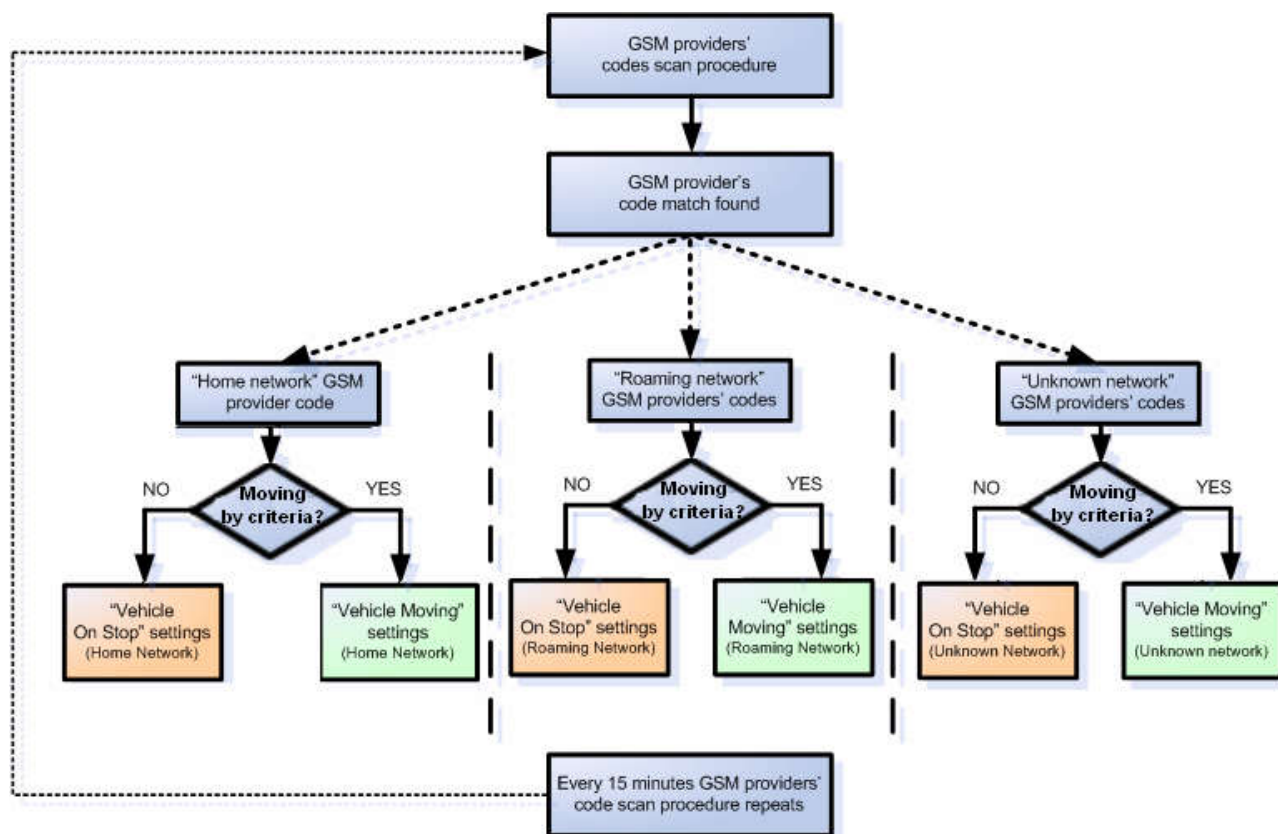 GSM providers'
codes scan procedure
GSM provider's
code match found
"Home network" GSM
provider code
"Roaming network"
GSM providers' codes
"Unknown network"
GSM providers' codes
NO
Moving
by criteria?
YES
NO
Moving
by criteria?
YES
NO
Moving
by criteria?
YES
"Vehicle
On Stop" settings
(Home Network)
"Vehicle Moving"
settings
(Home Network)
"Vehicle
On Stop" settings
(Roaming Network)
"Vehicle
Moving" settings
(Roaming Network)
"Vehicle
On Stop" settings
(Unknown Network)
"Vehicle Moving"
settings
(Unknown network)
Every 15 minutes GSM providers'
code scan procedure repeats